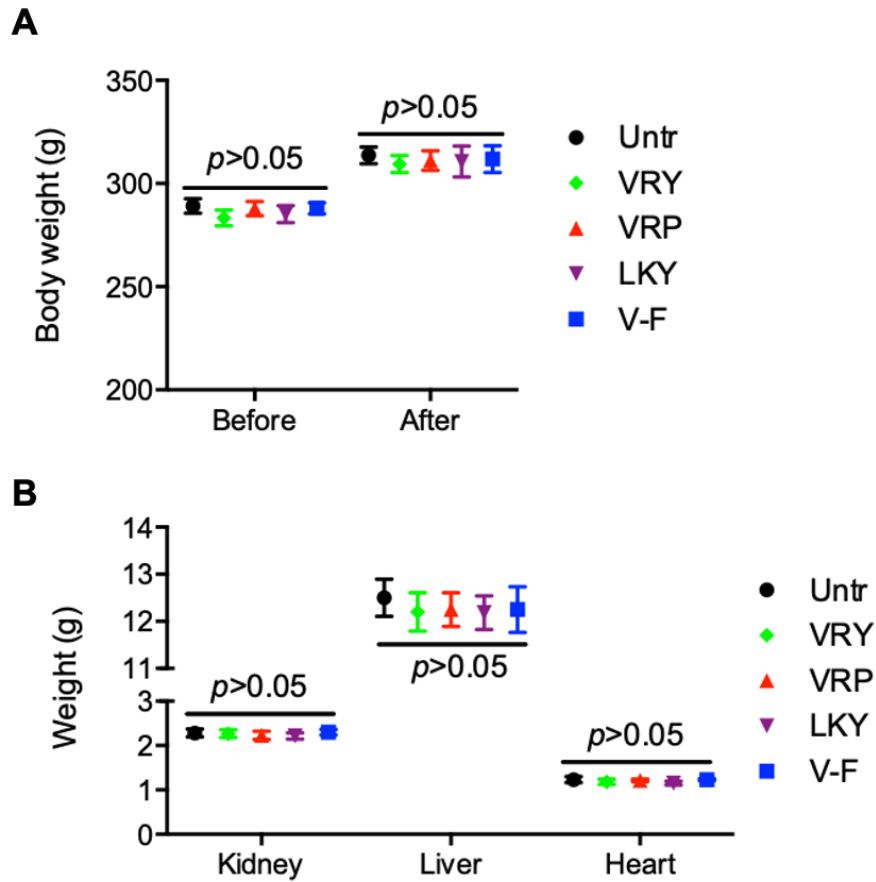 A
Body weight (g)
350
300
250
200
p>0.05
p>0.05
Before
After
Untr
VRY
VRP
LKY
V-F
B
Weight (g)
14
13
12
11
3
2
1
0
p>0.05
p>0.05
p>0.05
Kidney
Liver
Heart
Untr
VRY
VRP
LKY
V-F